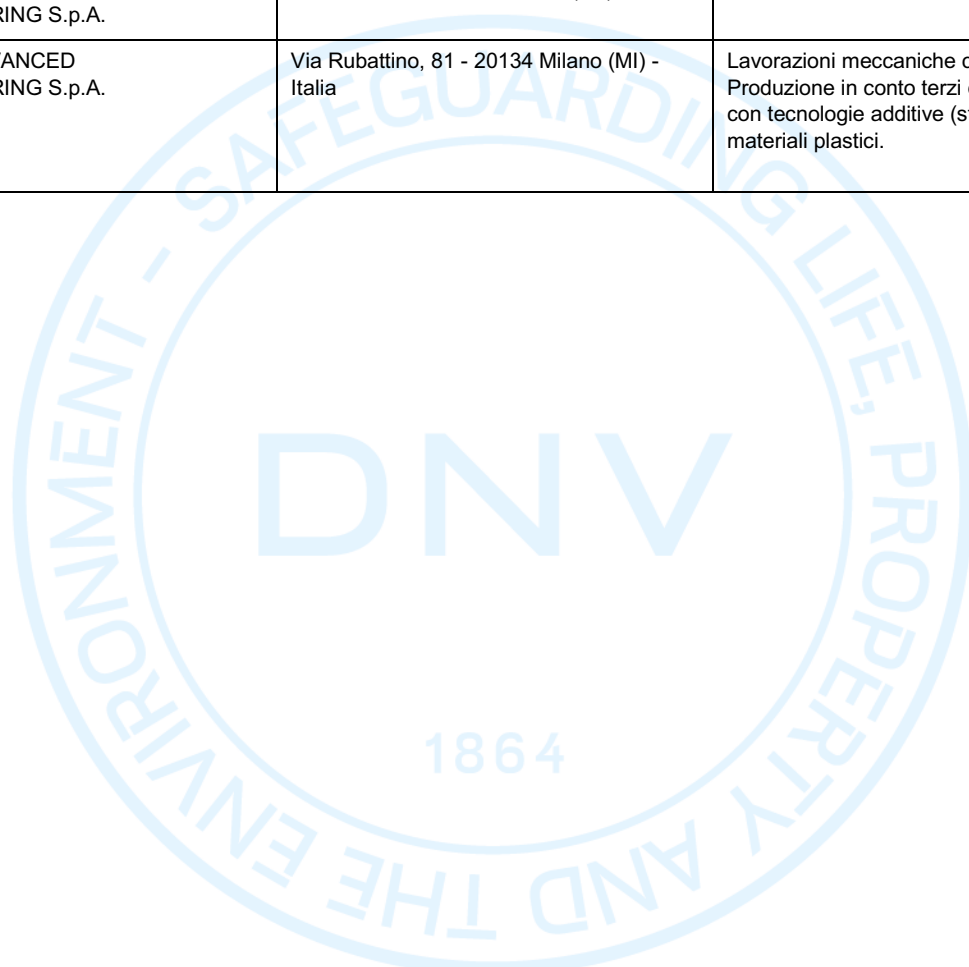 RING S.p.A.
ANCED
RING S.p.A.
Via Rubattino, 81 - 20134 Milano (MI) -
Italia
Lavorazioni meccaniche
Produzione in conto terzi
con tecnologie additive
materiali plastici.
SAFEGUARDING LIFE, PROPERTY AND THE ENVIRONMENT -
DNV
1864